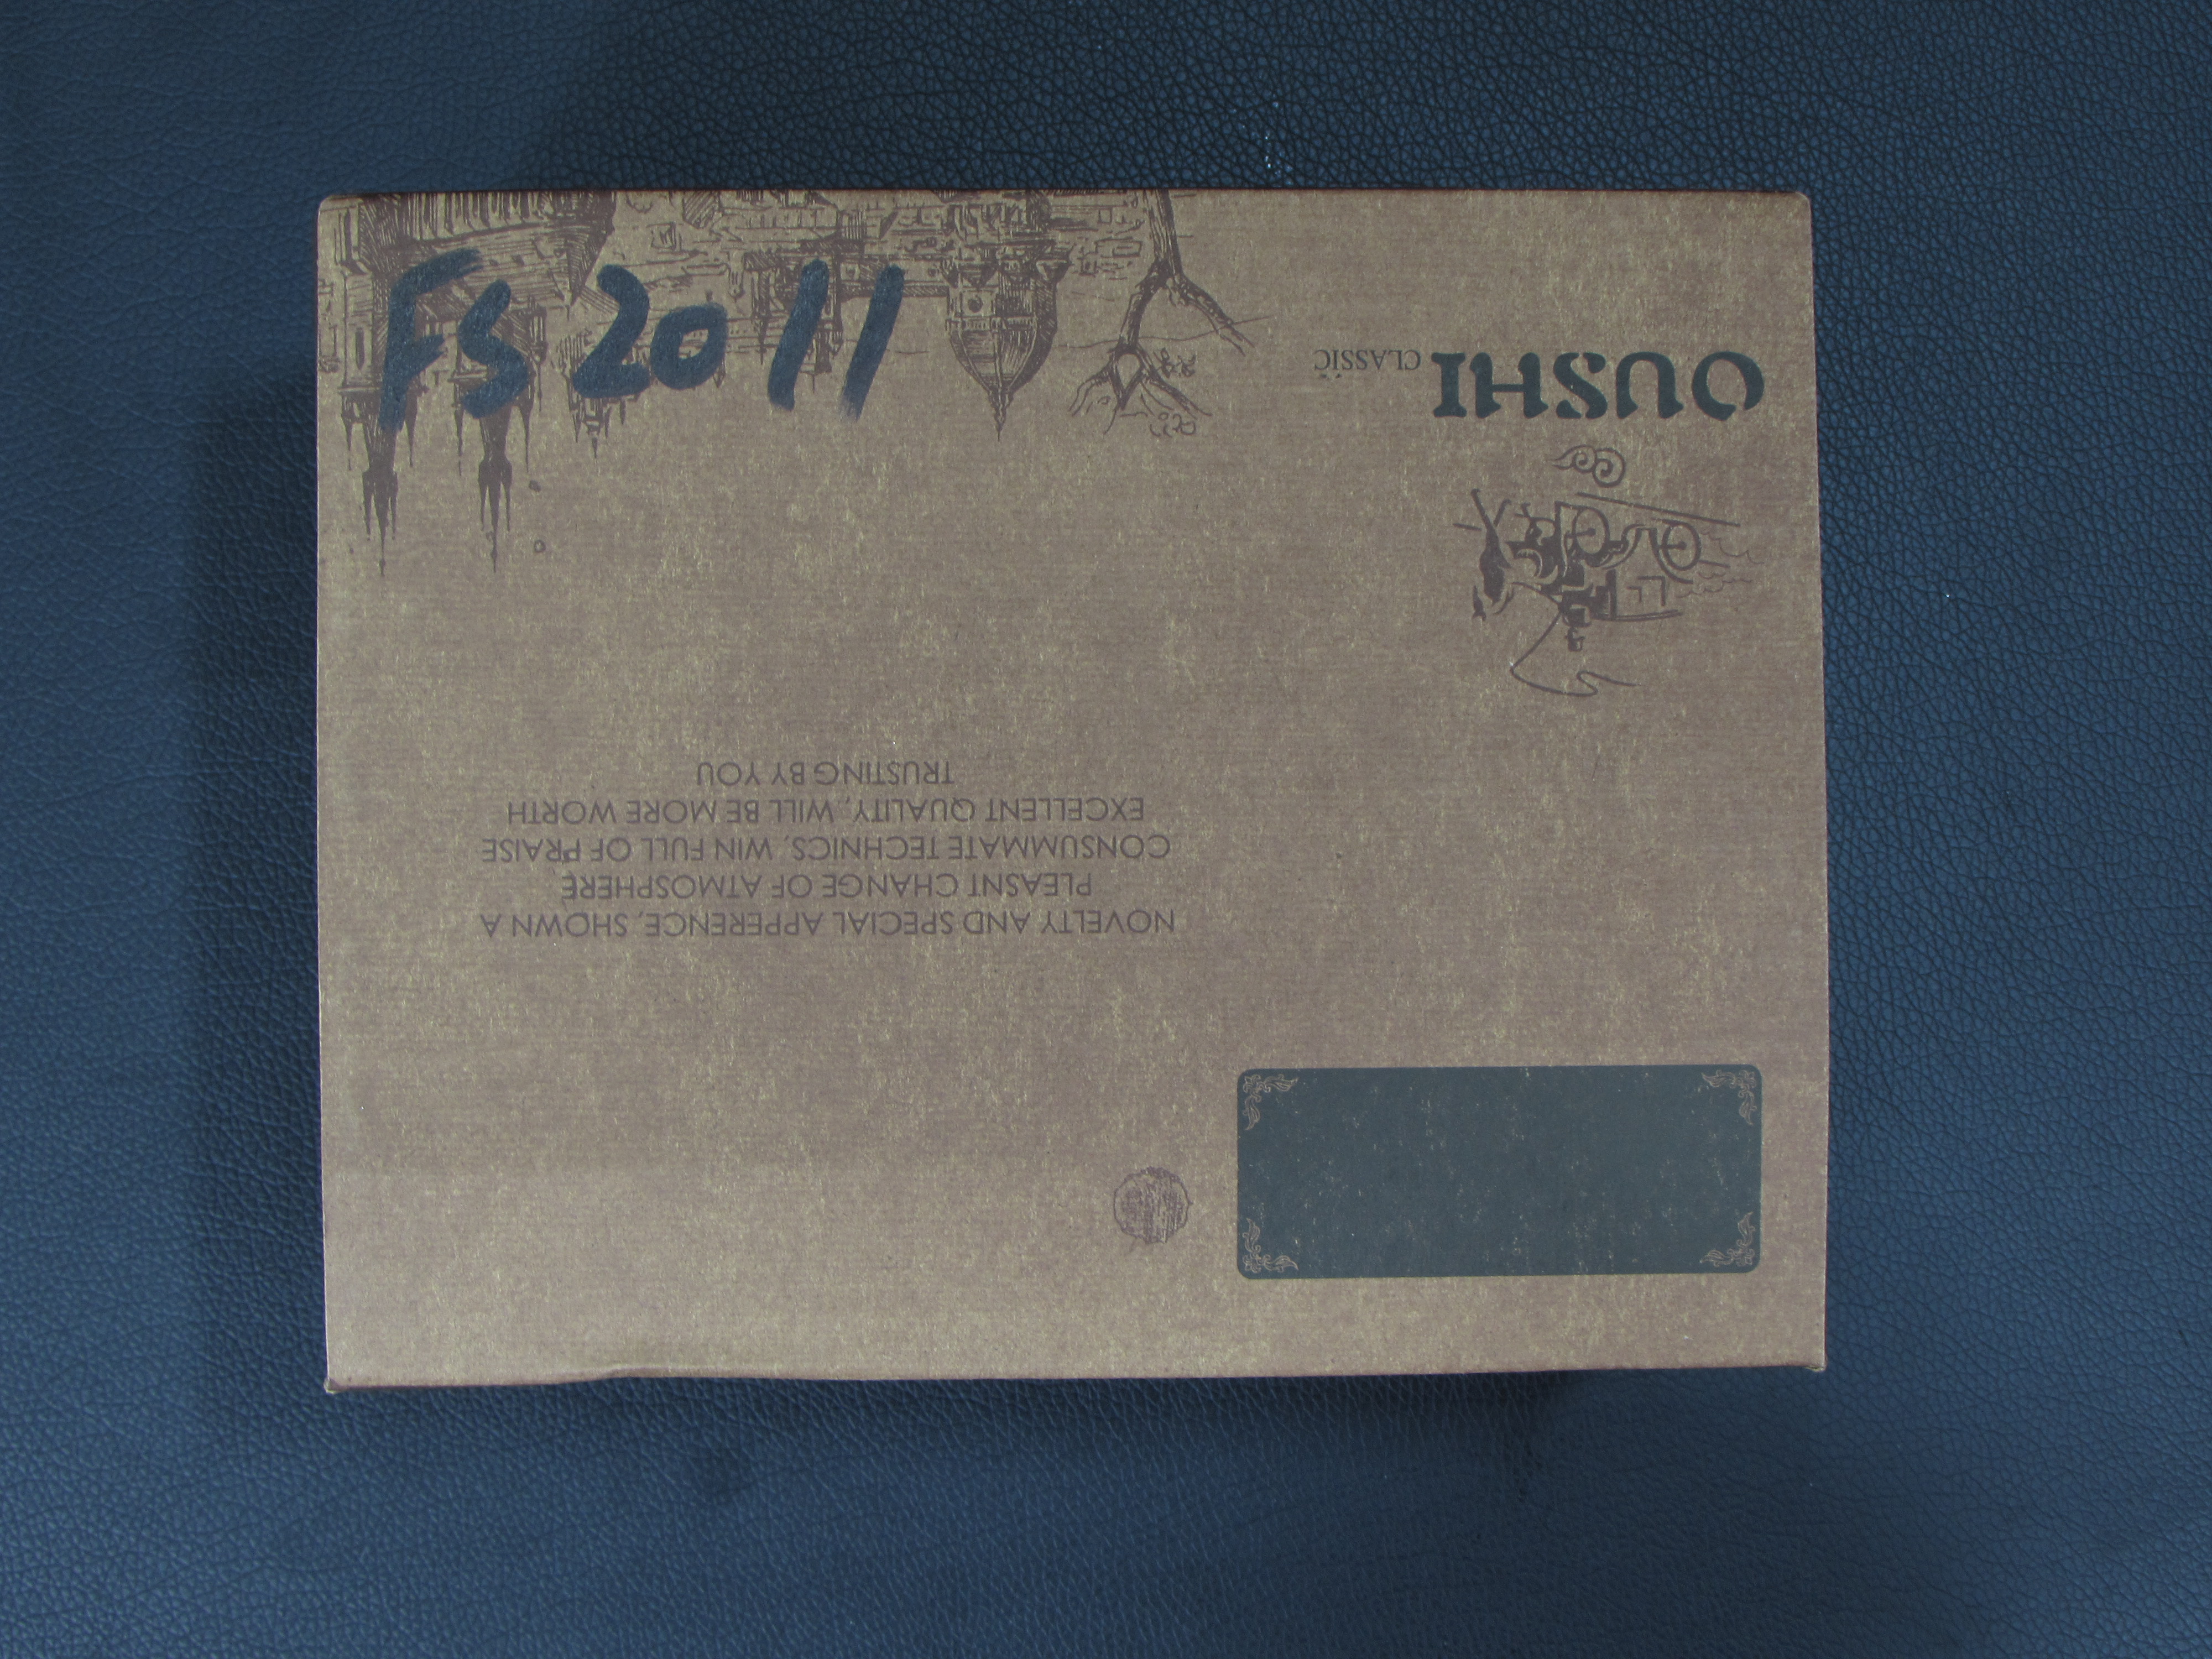 FS 2011
OUSHI CLASSIC
NOVELTY AND SPECIAL APPERENCE, SHOWN A
PLEASNT CHANGE OF ATMOSPHERE
CONSUMMATE TECHNICS, WIN FULL OF PRAISE
EXCELLENT QUALITY, WILL BE MORE WORTH
TRUSTING BY YOU